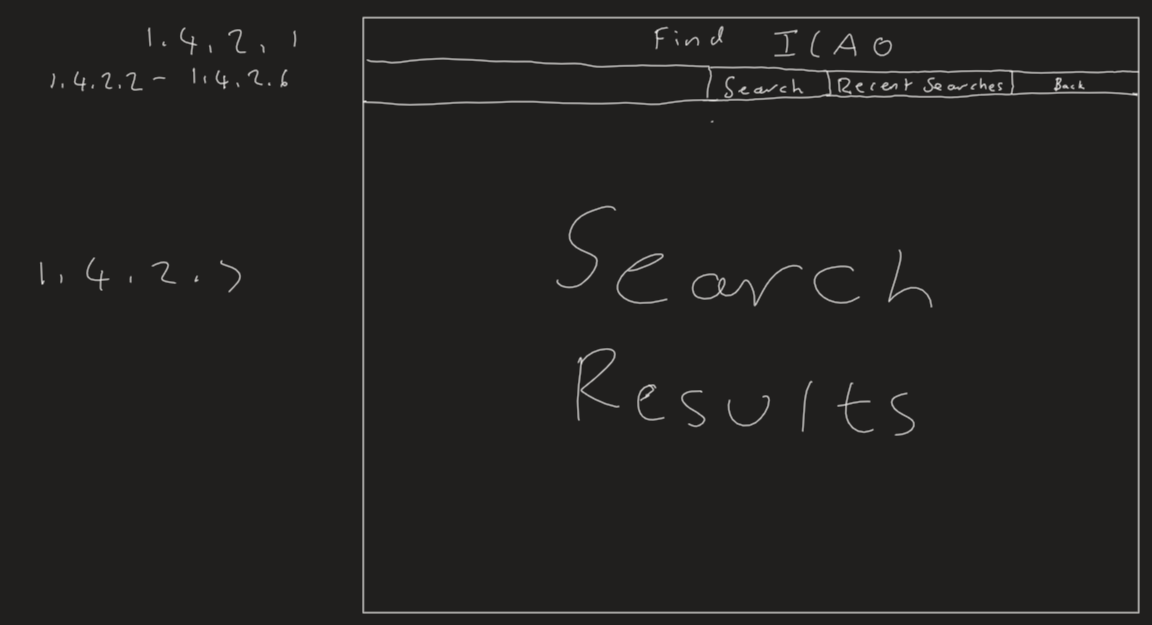 1.4.2.1
Find ICAO
1.4.2.2 - 1.4.2.6
Search Recent Searches Back
1.4.2.7
Search
Results